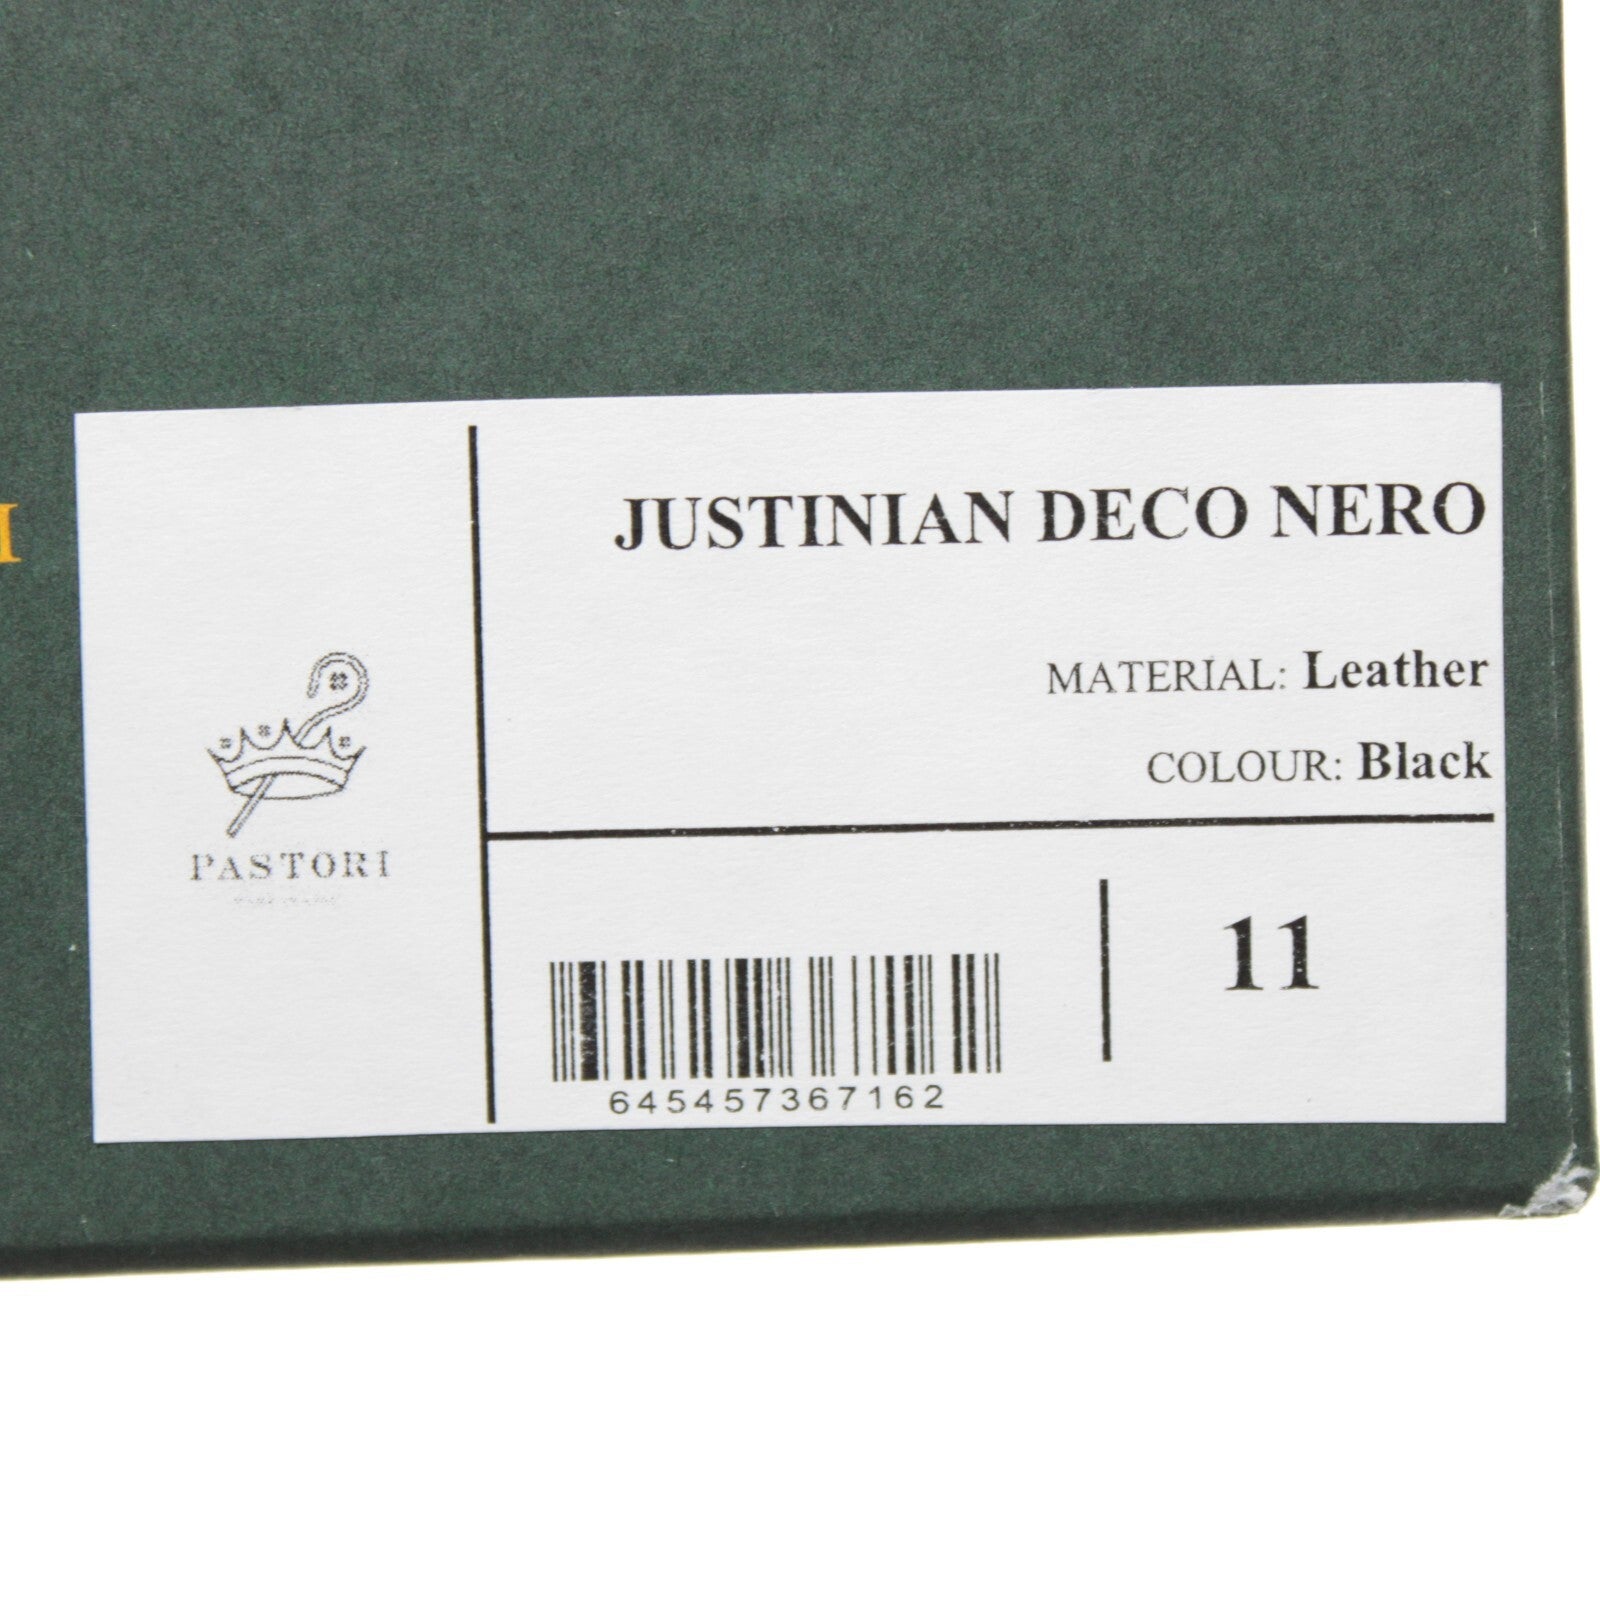 I
JUSTINIAN DECO NERO
MATERIAL: Leather
COLOUR: Black
PASTORI
11
645457367162